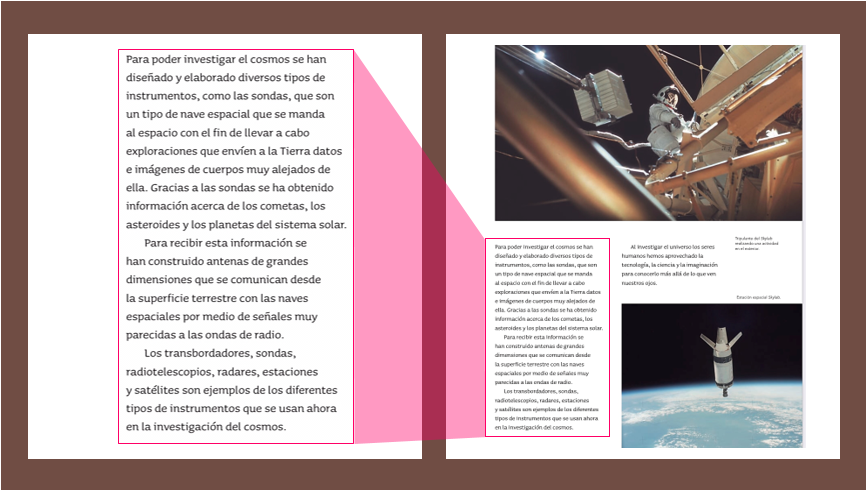 Para poder investigar el cosmos se han
diseñado y elaborado diversos tipos de
instrumentos, como las sondas, que son
un tipo de nave espacial que se manda
al espacio con el fin de llevar a cabo
exploraciones que envíen a la Tierra datos
e imágenes de cuerpos muy alejados de
ella. Gracias a las sondas se ha obtenido
información acerca de los cometas, los
asteroides y los planetas del sistema solar.
Para recibir esta información se
han construido antenas de grandes
dimensiones que se comunican desde
la superficie terrestre con las naves
espaciales por medio de señales muy
parecidas a las ondas de radio.
Los transbordadores, sondas,
radiotelescopios, radares, estaciones
y satélites son ejemplos de los diferentes
tipos de instrumentos que se usan ahora
en la investigación del cosmos.
Para poder investigar el cosmos se han
diseñado y elaborado diversos tipos de
instrumentos, como las sondas, que son
un tipo de nave espacial que se manda
al espacio con el fin de llevar a cabo
exploraciones que envíen a la Tierra datos
e imágenes de cuerpos muy alejados de
ella. Gracias a las sondas se ha obtenido
información acerca de los cometas, los
asteroides y los planetas del sistema solar.
Para recibir esta información se
han construido antenas de grandes
dimensiones que se comunican desde
la superficie terrestre con las naves
espaciales por medio de señales muy
parecidas a las ondas de radio.
Los transbordadores, sondas,
radiotelescopios, radares, estaciones
y satélites son ejemplos de los diferentes
tipos de instrumentos que se usan ahora
en la investigación del cosmos.
Al investigar el universo los seres
humanos hemos aprovechado la
tecnología, la ciencia y la imaginación
para conocerlo más allá de lo que ven
nuestros ojos.
Tripulante del Skylab
realizando una actividad
en el exterior.
Estación espacial Skylab.